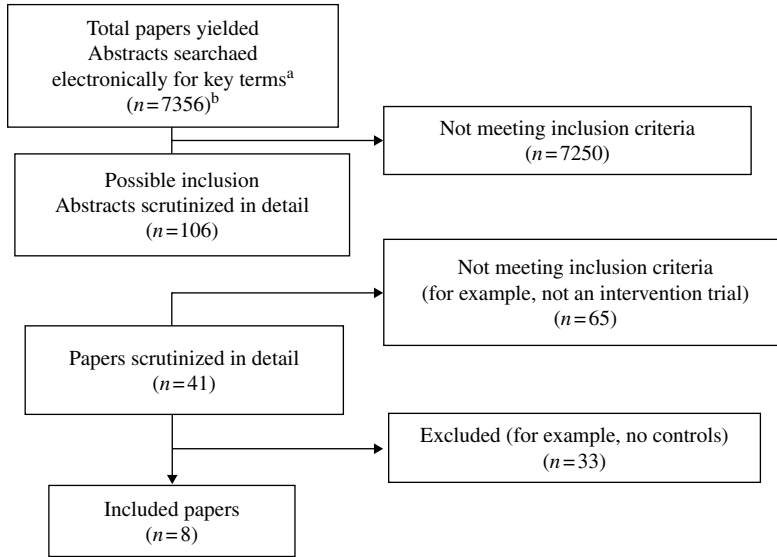 Total papers yielded
Abstracts searchaed
electronically for key termsᵃ
(n=7356)ᵇ
Not meeting inclusion criteria
(n=7250)
Possible inclusion
Abstracts scrutinized in detail
(n=106)
Not meeting inclusion criteria
(for example, not an intervention trial)
(n=65)
Papers scrutinized in detail
(n=41)
Excluded (for example, no controls)
(n=33)
Included papers
(n=8)